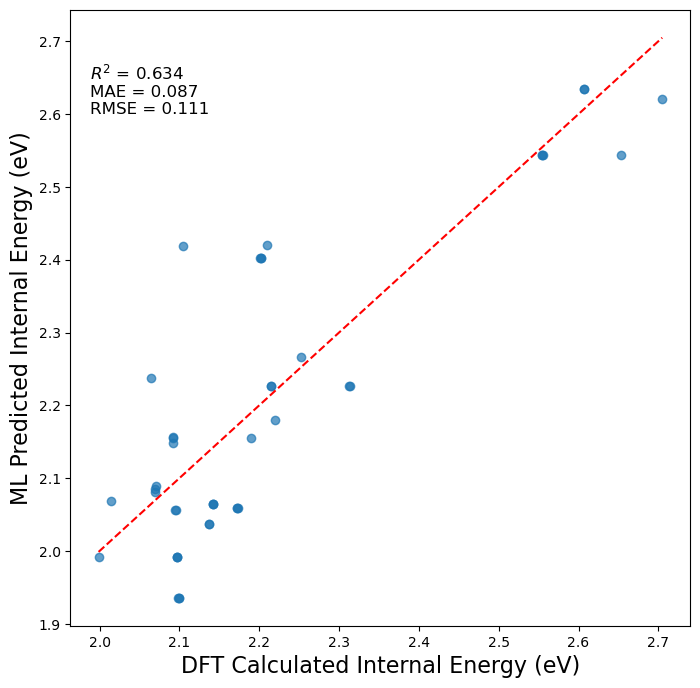 2.7
2.6
2.5
2.4
2.3
2.2
2.1
2.0
1.9
ML Predicted Internal Energy (eV)
R² = 0.634
MAE = 0.087
RMSE = 0.111
2.0 2.1 2.2 2.3 2.4 2.5 2.6 2.7
DFT Calculated Internal Energy (eV)